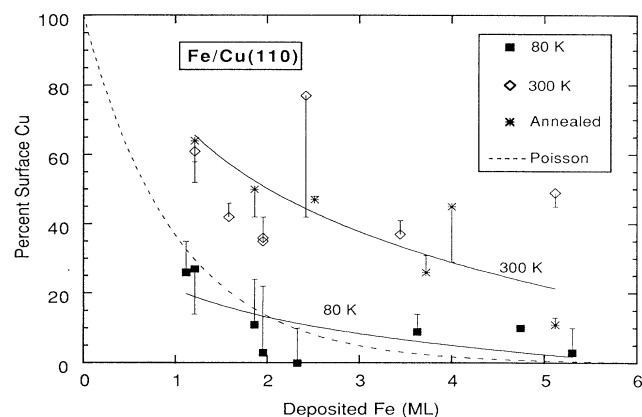 100
80
60
40
20
0
Percent Surface Cu
Fe/Cu(110)
80 K
300 K
Annealed
Poisson
300 K
80 K
0 1 2 3 4 5 6
Deposited Fe (ML)